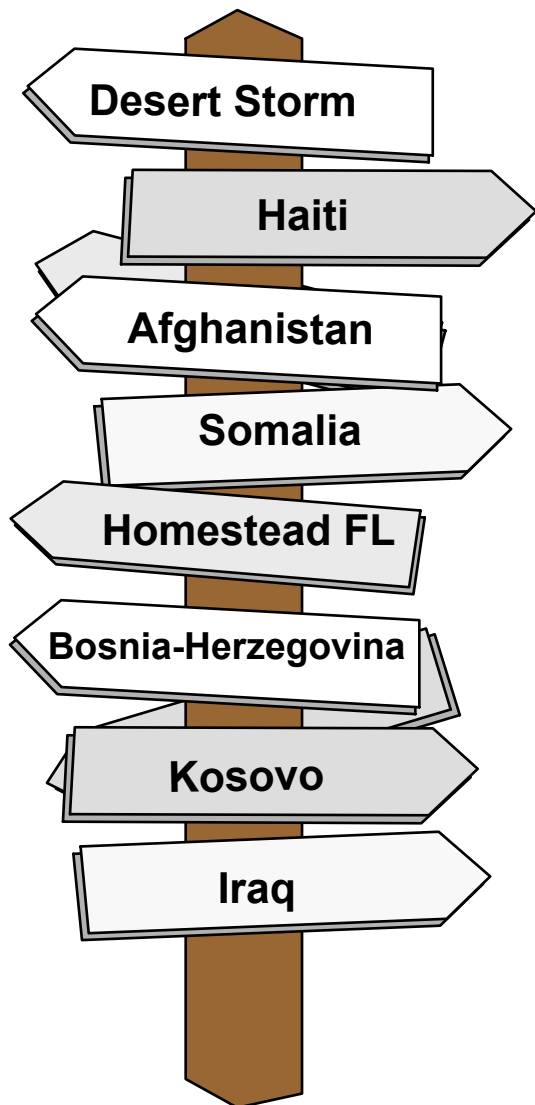 Desert Storm
Haiti
Afghanistan
Somalia
Homestead FL
Bosnia-Herzegovina
Kosovo
Iraq